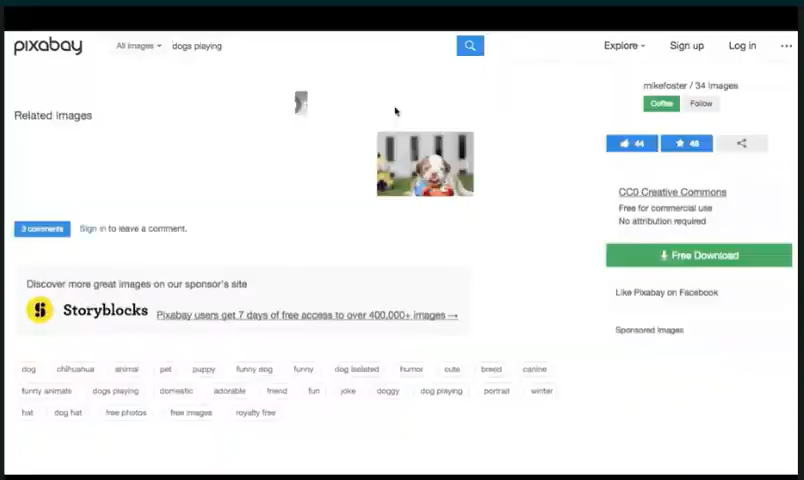 pixabay
All images
dogs playing
Explore
Sign up
Log in
mikefoster / 34 images
Coffee
Follow
Related images
44
48
CC0 Creative Commons
Free for commercial use
No attribution required
3 comments
Sign in to leave a comment.
Free Download
Discover more great images on our sponsor's site
Storyblocks
Pixabay users get 7 days of free access to over 400,000+ images →
Like Pixabay on Facebook
Sponsored images
dog chihuahua animal pet puppy funny dog funny dog isolated humor cute breed canine
funny animals dogs playing domestic adorable friend fun joke doggy dog playing portrait winter
hat dog hat free photos free images royalty free